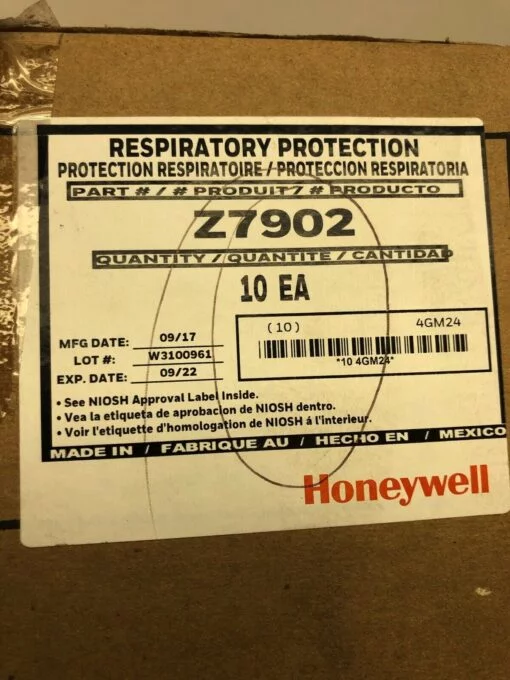 RESPIRATORY PROTECTION
PROTECTION RESPIRATOIRE / PROTECCION RESPIRATORIA
PART # / # PRODUIT / # PRODUCTO
Z7902
QUANTITY / QUANTITE / CANTIDAD
10 EA
MFG DATE: 09/17
LOT #: W3100961
EXP. DATE: 09/22
(10) 4GM24
*10 4GM24*
• See NIOSH Approval Label Inside.
• Vea la etiqueta de aprobacion de NIOSH dentro.
• Voir l'etiquette d'homologation de NIOSH á l'interieur.
MADE IN / FABRIQUE AU / HECHO EN / MEXICO
Honeywell